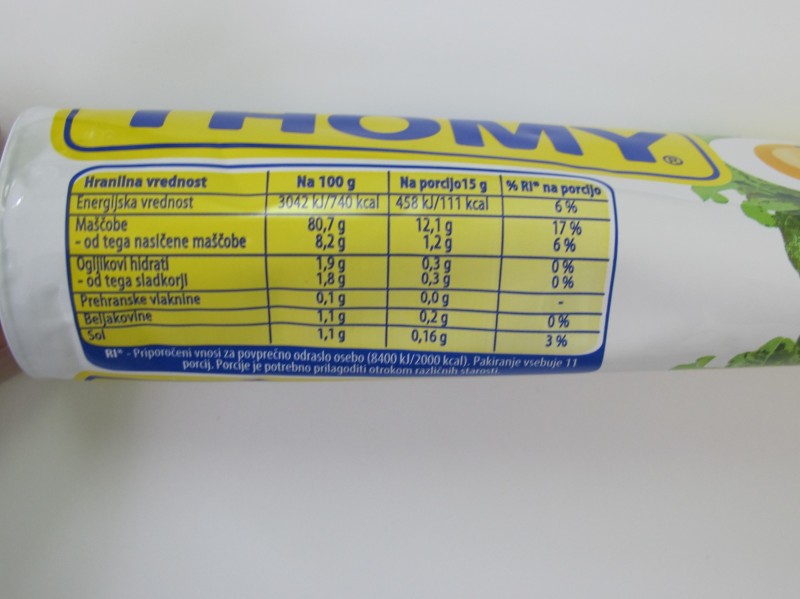 THOMY®
Hranilna vrednost Na 100 g Na porcijo15 g % RI* na porcijo
Energijska vrednost 3042 kJ/740 kcal 458 kJ/111 kcal 6 %
Maščobe 80,7 g 12,1 g 17 %
- od tega nasičene maščobe 8,2 g 1,2 g 6 %
Ogljikovi hidrati 1,9 g 0,3 g 0 %
- od tega sladkorji 1,8 g 0,3 g 0 %
Prehranske vlaknine 0,1 g 0,0 g -
Beljakovine 1,1 g 0,2 g 0 %
Sol 1,1 g 0,16 g 3 %
RI* - Priporočeni vnosi za povprečno odraslo osebo (8400 kJ/2000 kcal). Pakiranje vsebuje 11
porcij. Porcije je potrebno prilagoditi otrokom različnih starosti.